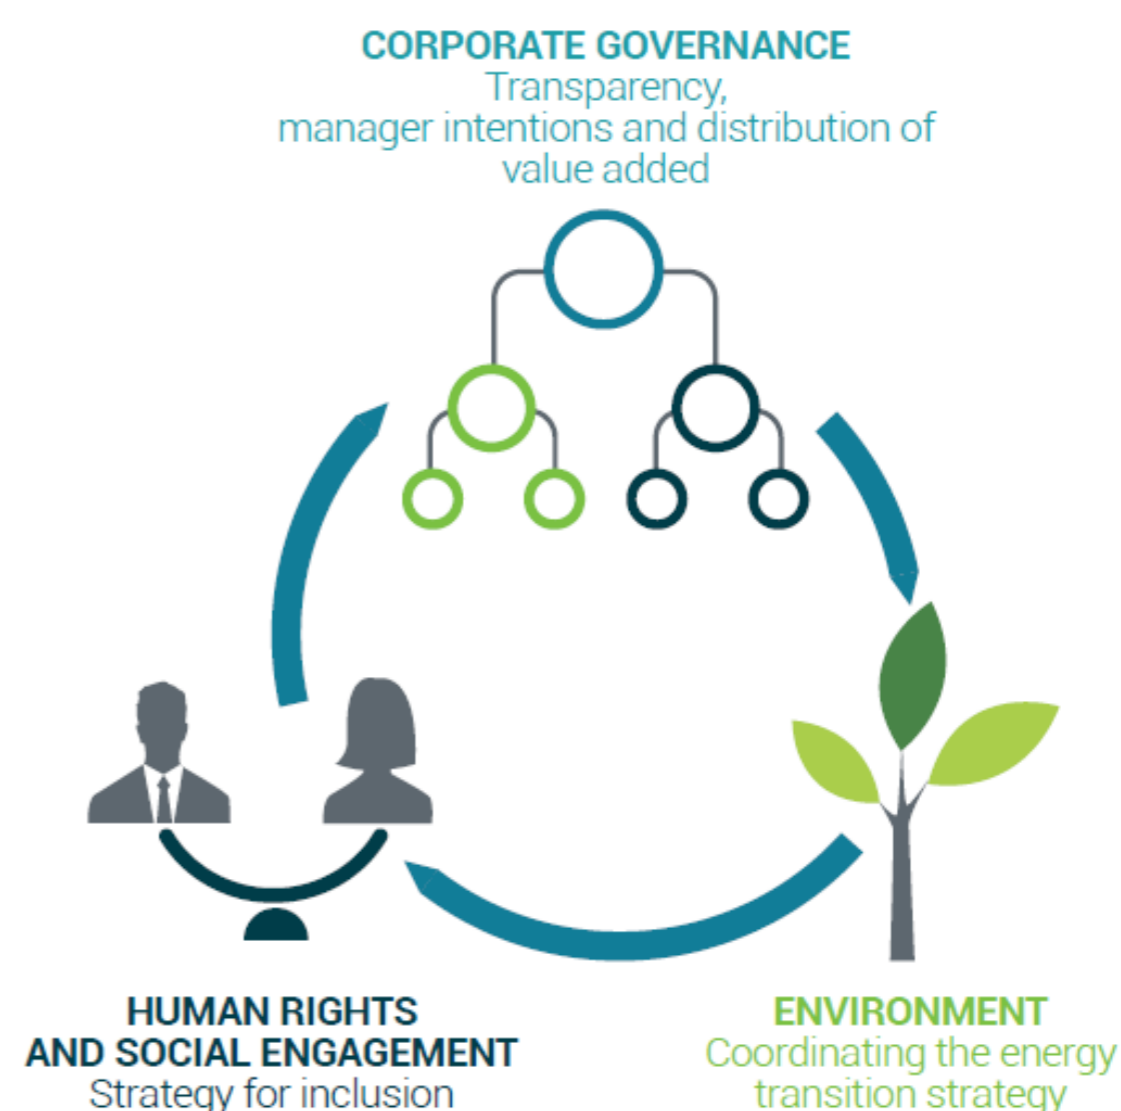 CORPORATE GOVERNANCE
Transparency,
manager intentions and distribution of
value added
HUMAN RIGHTS
AND SOCIAL ENGAGEMENT
Strategy for inclusion
ENVIRONMENT
Coordinating the energy
transition strategy